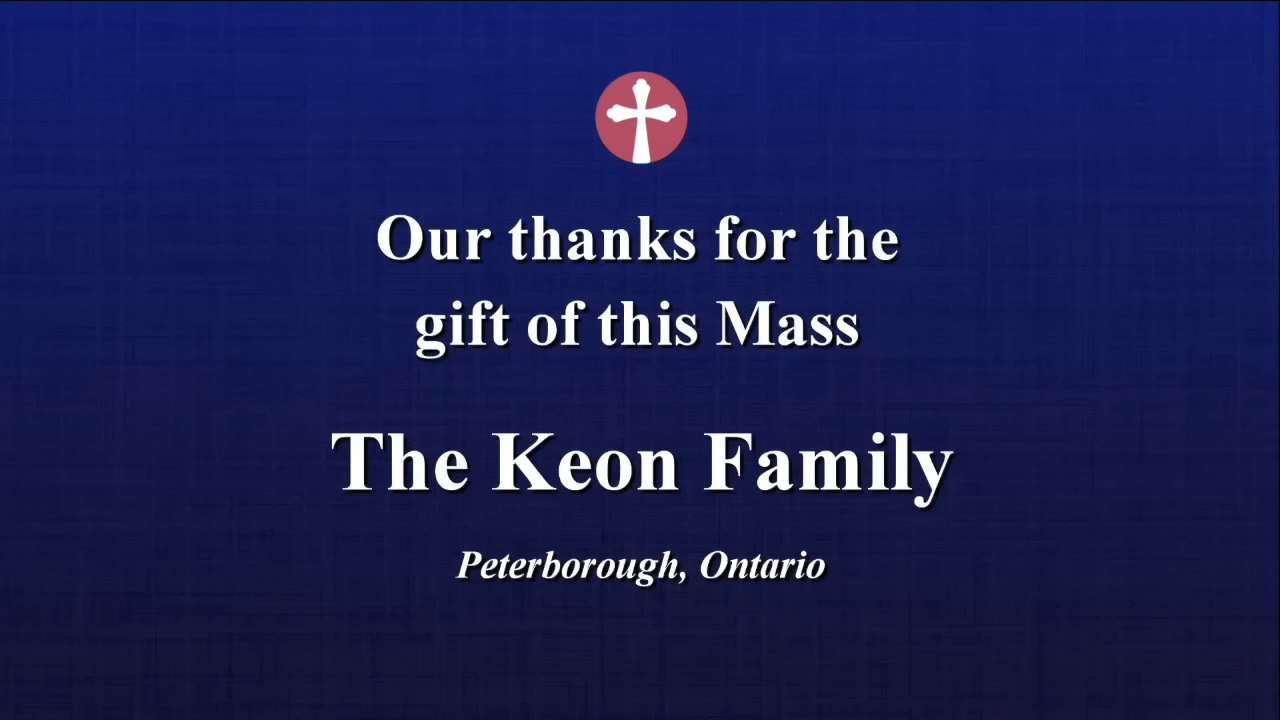 Our thanks for the
gift of this Mass
The Keon Family
Peterborough, Ontario